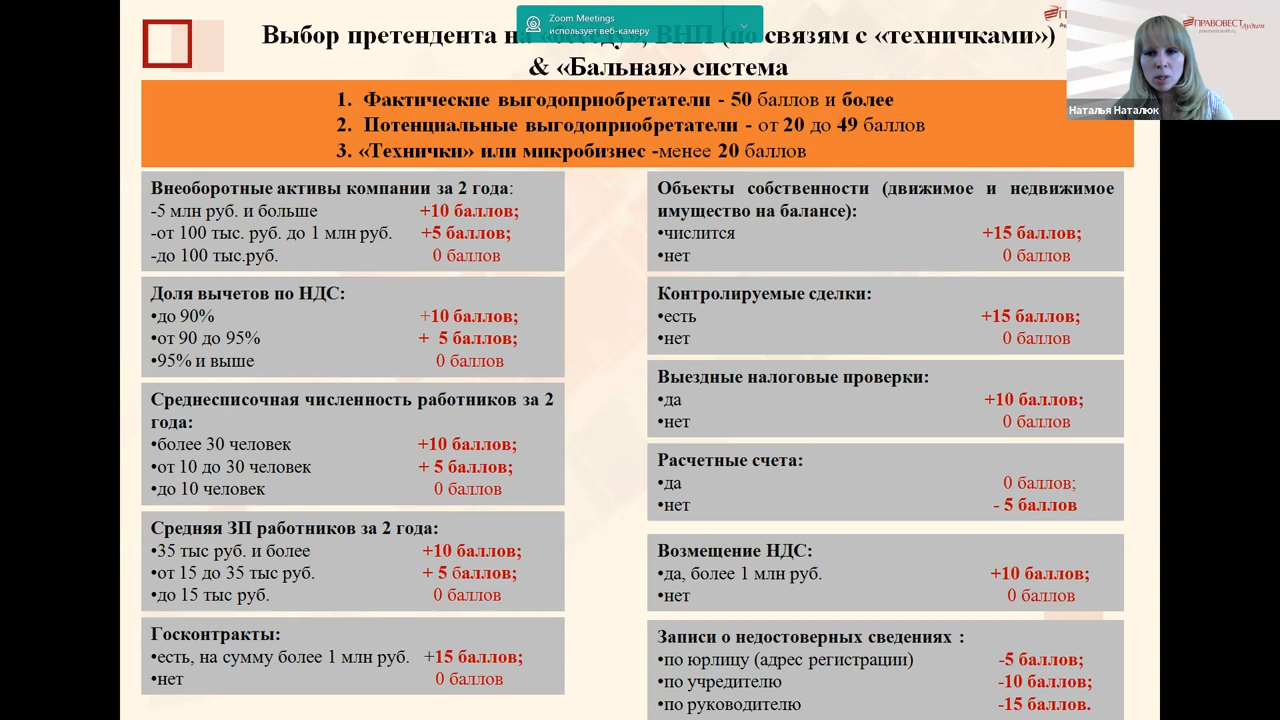 Zoom Meetings
использует веб-камеру
Выбор претендента на ВНП (по связям с «техничками»)
& «Бальная» система
ПРАВОВЕСТ
Аудит
Наталья Наталюк
1. Фактические выгодоприобретатели - 50 баллов и более
2. Потенциальные выгодоприобретатели - от 20 до 49 баллов
3. «Технички» или микробизнес -менее 20 баллов
Внеоборотные активы компании за 2 года:
-5 млн руб. и больше +10 баллов;
-от 100 тыс. руб. до 1 млн руб. +5 баллов;
-до 100 тыс.руб. 0 баллов
Доля вычетов по НДС:
•до 90% +10 баллов;
•от 90 до 95% + 5 баллов;
•95% и выше 0 баллов
Среднесписочная численность работников за 2
года:
•более 30 человек +10 баллов;
•от 10 до 30 человек + 5 баллов;
•до 10 человек 0 баллов
Средняя ЗП работников за 2 года:
•35 тыс руб. и более +10 баллов;
•от 15 до 35 тыс руб. + 5 баллов;
•до 15 тыс руб. 0 баллов
Госконтракты:
•есть, на сумму более 1 млн руб. +15 баллов;
•нет 0 баллов
Объекты собственности (движимое и недвижимое
имущество на балансе):
•числится +15 баллов;
•нет 0 баллов
Контролируемые сделки:
•есть +15 баллов;
•нет 0 баллов
Выездные налоговые проверки:
•да +10 баллов;
•нет 0 баллов
Расчетные счета:
•да 0 баллов;
•нет - 5 баллов
Возмещение НДС:
•да, более 1 млн руб. +10 баллов;
•нет 0 баллов
Записи о недостоверных сведениях :
•по юрлицу (адрес регистрации) -5 баллов;
•по учредителю -10 баллов;
•по руководителю -15 баллов.